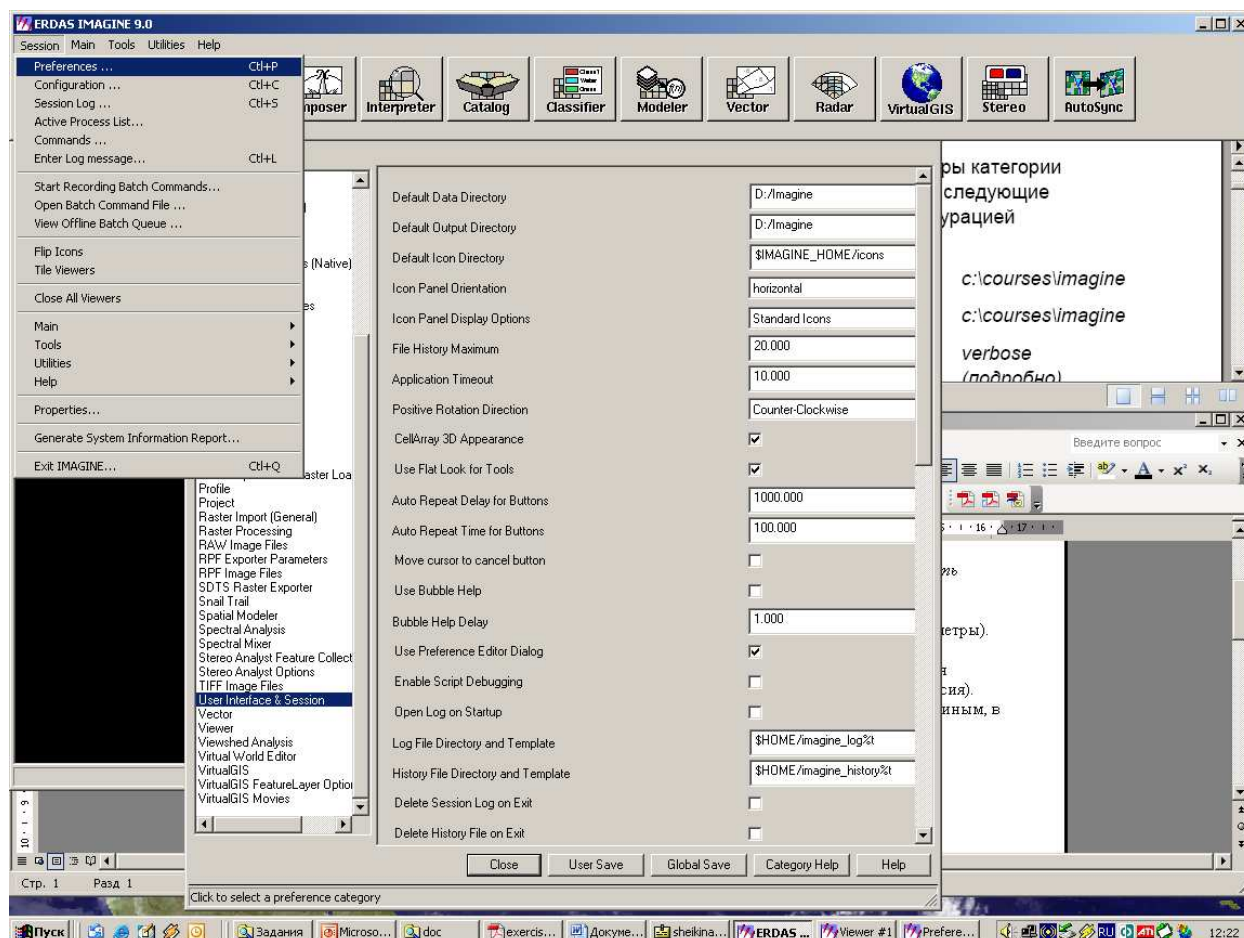 ERDAS IMAGINE 9.0
Session Main Tools Utilities Help
Preferences ... Ctl+P
Configuration ... Ctl+C
Session Log ... Ctl+S
Active Process List...
Commands ...
Enter Log message... Ctl+L
Start Recording Batch Commands...
Open Batch Command File ...
View Offline Batch Queue ...
Flip Icons
Tile Viewers
Close All Viewers
Main
Tools
Utilities
Help
Properties...
Generate System Information Report...
Exit IMAGINE... Ctl+Q
Interpreter Catalog Classifier Modeler Vector Radar VirtualGIS Stereo AutoSync
(Native)
Profile
Project
Raster Import (General)
Raster Processing
RAW Image Files
RPF Exporter Parameters
RPF Image Files
SDTS Raster Exporter
Snail Trail
Spatial Modeler
Spectral Analysis
Spectral Mixer
Stereo Analyst Feature Collect
Stereo Analyst Options
TIFF Image Files
User Interface & Session
Vector
Viewer
Viewshed Analysis
Virtual World Editor
VirtualGIS
VirtualGIS FeatureLayer Option
VirtualGIS Movies
Default Data Directory D:/Imagine
Default Output Directory D:/Imagine
Default Icon Directory $IMAGINE_HOME/icons
Icon Panel Orientation horizontal
Icon Panel Display Options Standard Icons
File History Maximum 20.000
Application Timeout 10.000
Positive Rotation Direction Counter-Clockwise
CellArray 3D Appearance
Use Flat Look for Tools
Auto Repeat Delay for Buttons 1000.000
Auto Repeat Time for Buttons 100.000
Move cursor to cancel button
Use Bubble Help
Bubble Help Delay 1.000
Use Preference Editor Dialog
Enable Script Debugging
Open Log on Startup
Log File Directory and Template $HOME/imagine_log%t
History File Directory and Template $HOME/imagine_history%t
Delete Session Log on Exit
Delete History File on Exit
Close User Save Global Save Category Help Help
Click to select a preference category
ры категории
следующие
урацией
c:\courses\imagine
c:\courses\imagine
verbose
(подробно)
Введите вопрос
16 17
етры).
сия).
иным, в
Стр. 1 Разд 1
Пуск Задания Microso... doc exercis... Докуме... sheikina... ERDAS ... Viewer #1 Prefere... RU 12:22